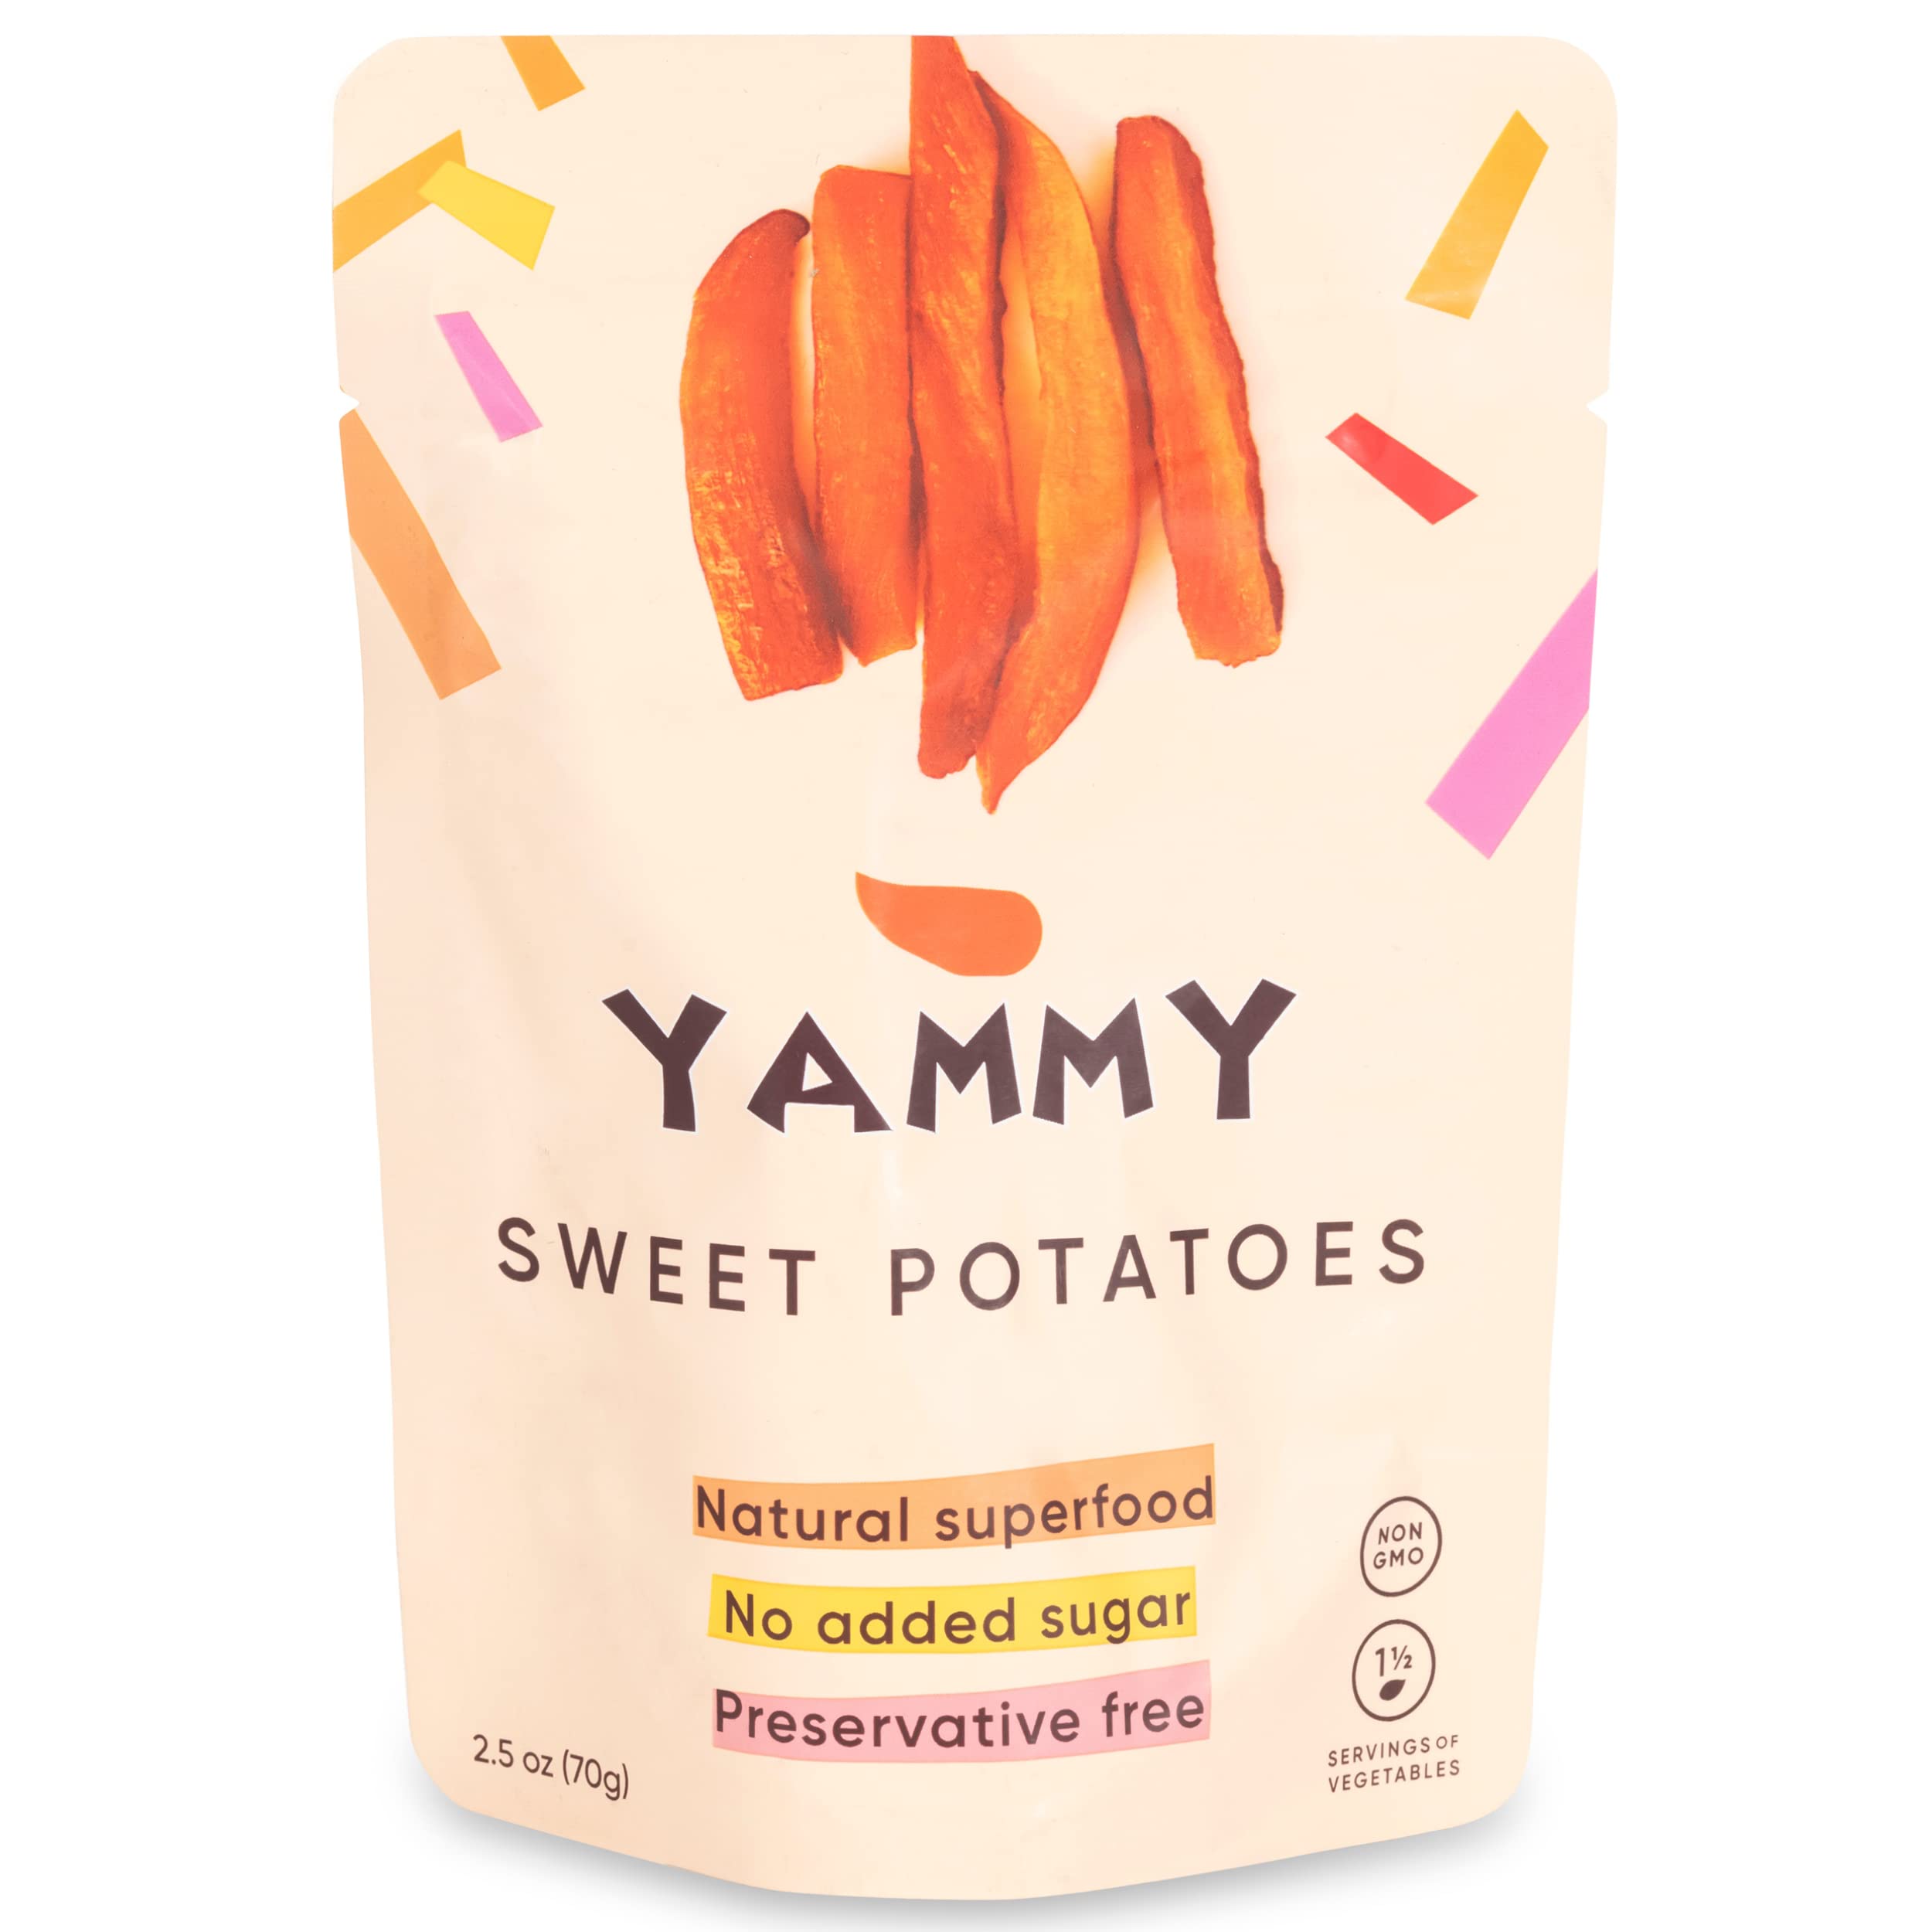 YAMMY
SWEET POTATOES
Natural superfood
No added sugar
Preservative free
NON
GMO
1½
SERVINGS OF
VEGETABLES
2.5 oz (70g)